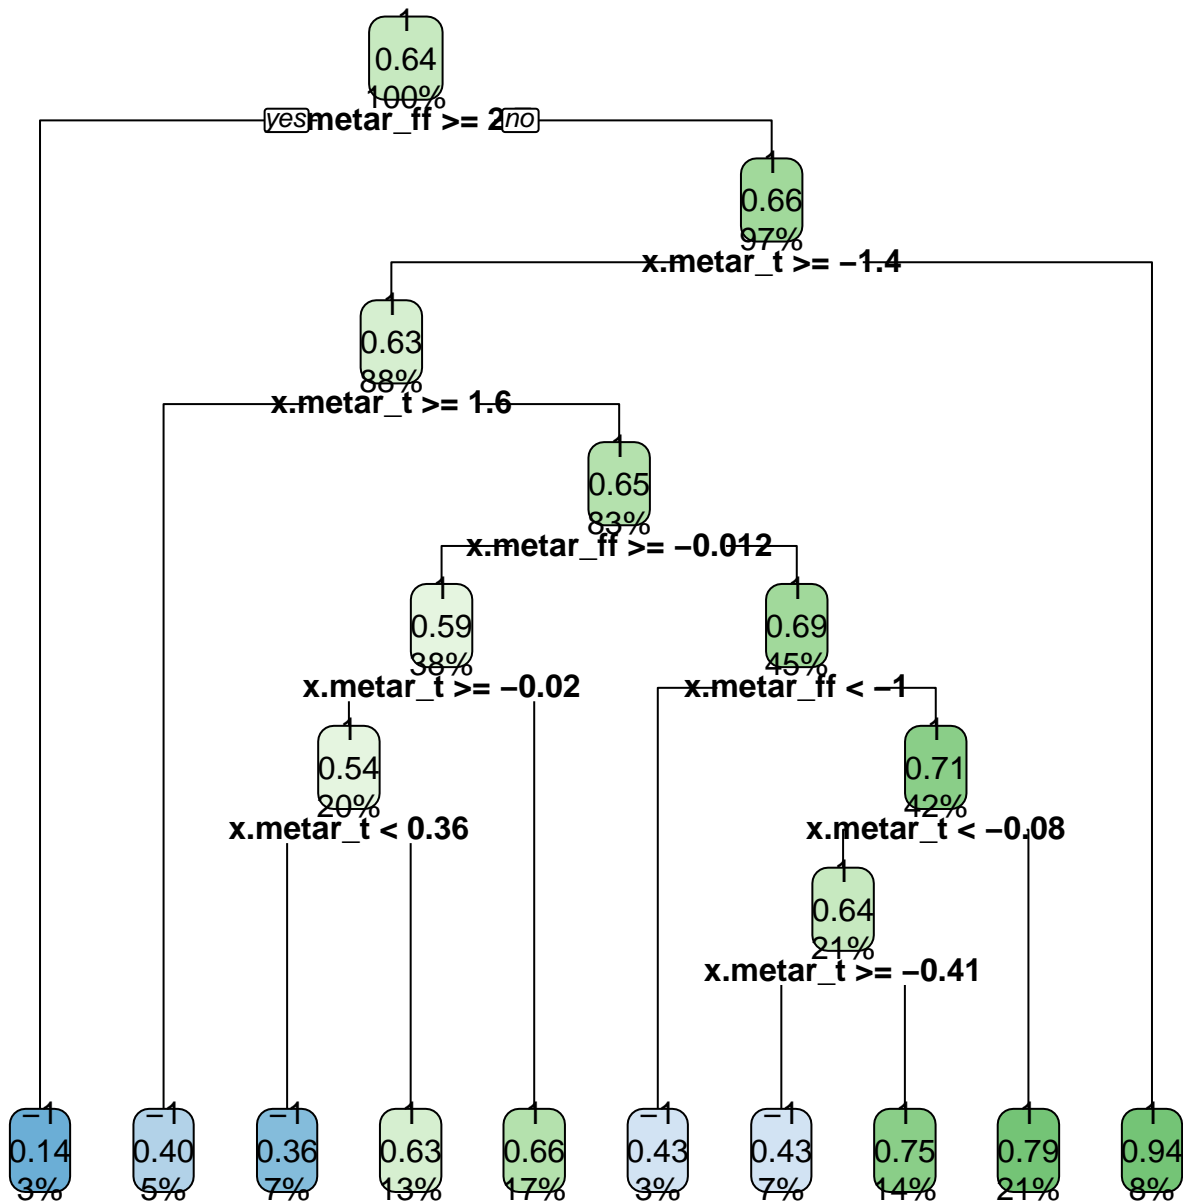 1
0.64
100%
yes metar_ff >= 2 no
1
0.66
97%
x.metar_t >= −1.4
1
0.63
88%
x.metar_t >= 1.6
1
0.65
83%
x.metar_ff >= −0.012
1 1
0.59 0.69
38% 45%
x.metar_t >= −0.02 x.metar_ff < −1
1 1
0.54 0.71
20% 42%
x.metar_t < 0.36 x.metar_t < −0.08
1
0.64
21%
x.metar_t >= −0.41
−1 −1 −1 1 1 −1 −1 1 1 1
0.14 0.40 0.36 0.63 0.66 0.43 0.43 0.75 0.79 0.94
3% 5% 7% 13% 17% 3% 7% 14% 21% 8%